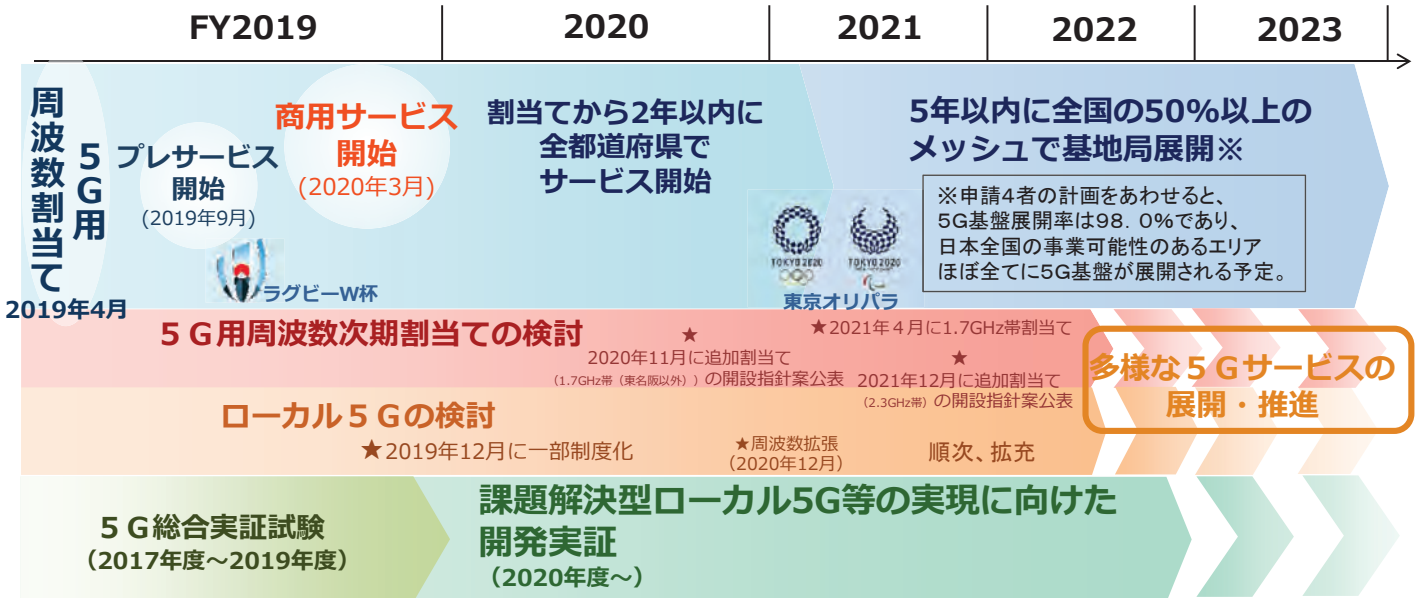 FY2019
2020
2021
2022
2023
5G用
周波数割当て
2019年4月
プレサービス
開始
(2019年9月)
商用サービス
開始
(2020年3月)
ラグビーW杯
割当てから2年以内に
全都道府県で
サービス開始
TOKYO 2020
TOKYO 2020
東京オリパラ
5年以内に全国の50%以上の
メッシュで基地局展開※
※申請4者の計画をあわせると、
5G基盤展開率は98．0%であり、
日本全国の事業可能性のあるエリア
ほぼ全てに5G基盤が展開される予定。
５Ｇ用周波数次期割当ての検討
★
2020年11月に追加割当て
（1.7GHz帯（東名阪以外））の開設指針案公表
★2021年４月に1.7GHz帯割当て
★
2021年12月に追加割当て
（2.3GHz帯）の開設指針案公表
多様な５Ｇサービスの
展開・推進
ローカル５Ｇの検討
★2019年12月に一部制度化
★周波数拡張
（2020年12月）
順次、拡充
５Ｇ総合実証試験
（2017年度～2019年度）
課題解決型ローカル5G等の実現に向けた
開発実証
（2020年度～）